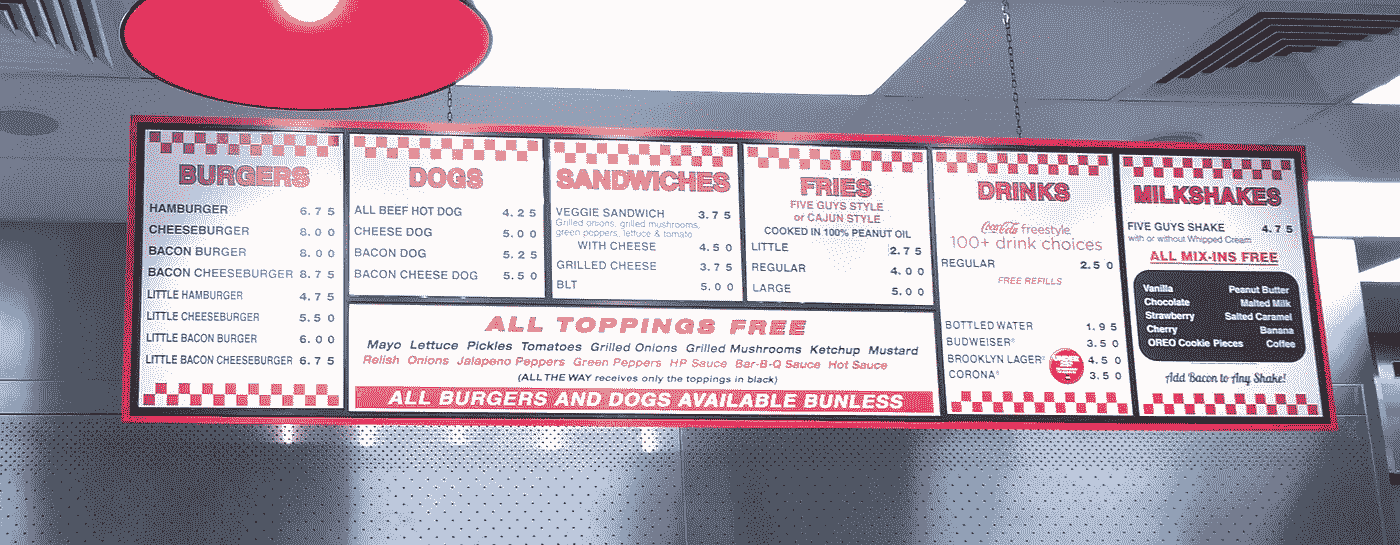 BURGERS
HAMBURGER 6.75
CHEESEBURGER 8.00
BACON BURGER 8.00
BACON CHEESEBURGER 8.75
LITTLE HAMBURGER 4.75
LITTLE CHEESEBURGER 5.50
LITTLE BACON BURGER 6.00
LITTLE BACON CHEESEBURGER 6.75
DOGS
ALL BEEF HOT DOG 4.25
CHEESE DOG 5.00
BACON DOG 5.25
BACON CHEESE DOG 5.50
SANDWICHES
VEGGIE SANDWICH 3.75
Grilled onions, grilled mushrooms,
green peppers, lettuce & tomato
WITH CHEESE 4.50
GRILLED CHEESE 3.75
BLT 5.00
FRIES
FIVE GUYS STYLE
or CAJUN STYLE
COOKED IN 100% PEANUT OIL
LITTLE 2.75
REGULAR 4.00
LARGE 5.00
ALL TOPPINGS FREE
Mayo Lettuce Pickles Tomatoes Grilled Onions Grilled Mushrooms Ketchup Mustard
Relish Onions Jalapeno Peppers Green Peppers HP Sauce Bar-B-Q Sauce Hot Sauce
(ALL THE WAY receives only the toppings in black)
ALL BURGERS AND DOGS AVAILABLE BUNLESS
DRINKS
Coca-Cola freestyle
100+ drink choices
REGULAR 2.50
FREE REFILLS
BOTTLED WATER 1.95
BUDWEISER® 3.50
BROOKLYN LAGER® 4.50
CORONA® 3.50
MILKSHAKES
FIVE GUYS SHAKE 4.75
with or without Whipped Cream
ALL MIX-INS FREE
Vanilla Peanut Butter
Chocolate Malted Milk
Strawberry Salted Caramel
Cherry Banana
OREO Cookie Pieces Coffee
Add Bacon to Any Shake!